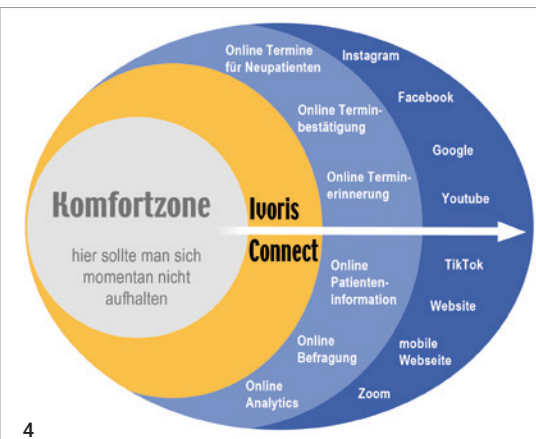 Komfortzone
hier sollte man sich
momentan nicht
aufhalten
Ivoris
Connect
Online Termine
für Neupatienten
Online Termin-
bestätigung
Online Termin-
erinnerung
Online
Patienten-
information
Online
Befragung
Online
Analytics
Instagram
Facebook
Google
Youtube
TikTok
Website
mobile
Webseite
Zoom
4